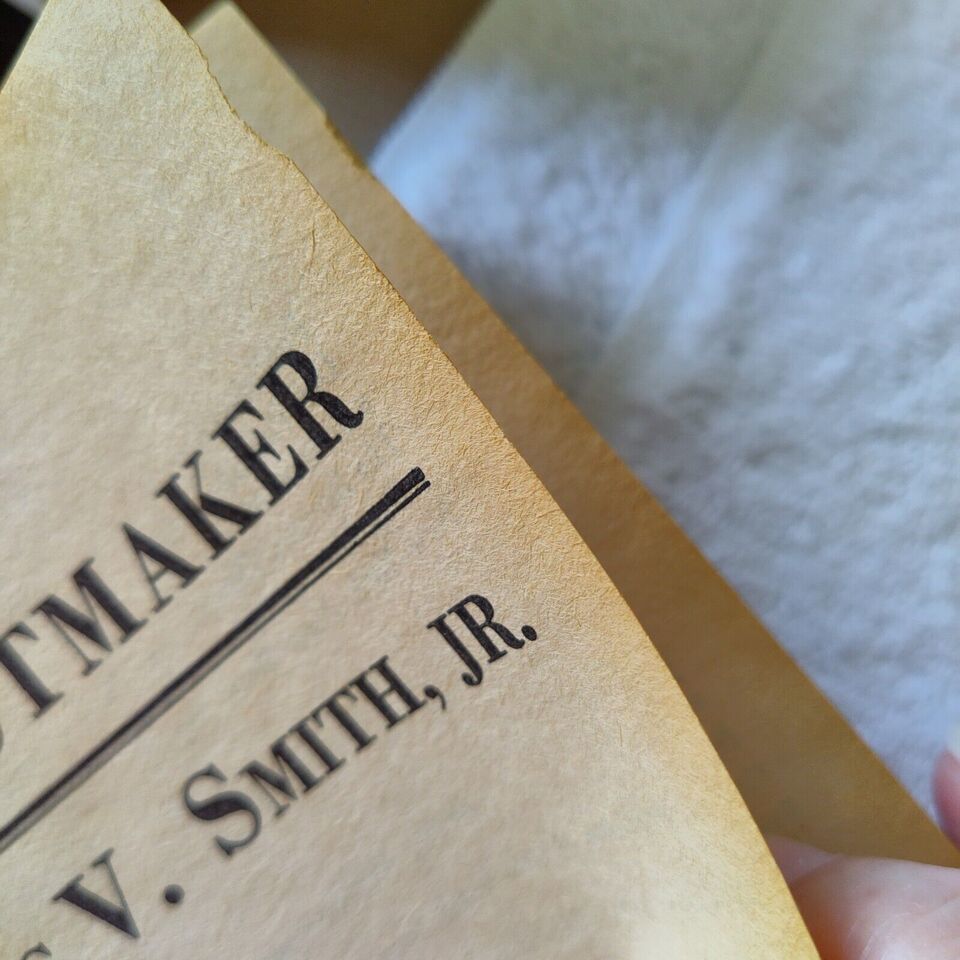 TMAKER
V. SMITH, JR.